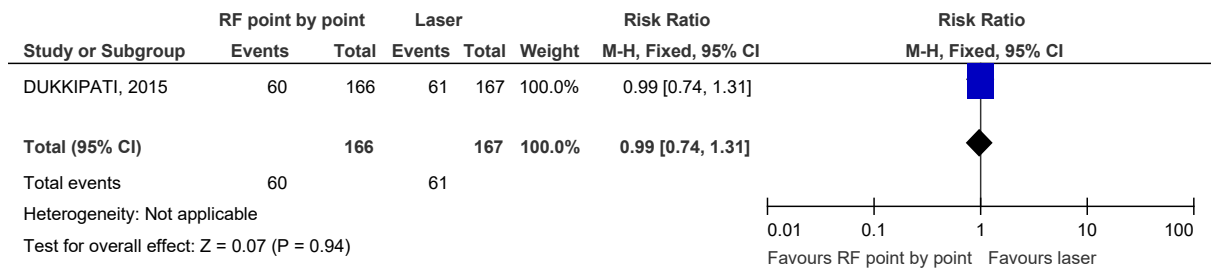 RF point by point Laser Risk Ratio Risk Ratio
Study or Subgroup Events Total Events Total Weight M-H, Fixed, 95% CI M-H, Fixed, 95% CI
DUKKIPATI, 2015 60 166 61 167 100.0% 0.99 [0.74, 1.31]
Total (95% CI) 166 167 100.0% 0.99 [0.74, 1.31]
Total events 60 61
Heterogeneity: Not applicable
Test for overall effect: Z = 0.07 (P = 0.94)
0.01 0.1 1 10 100
Favours RF point by point Favours laser